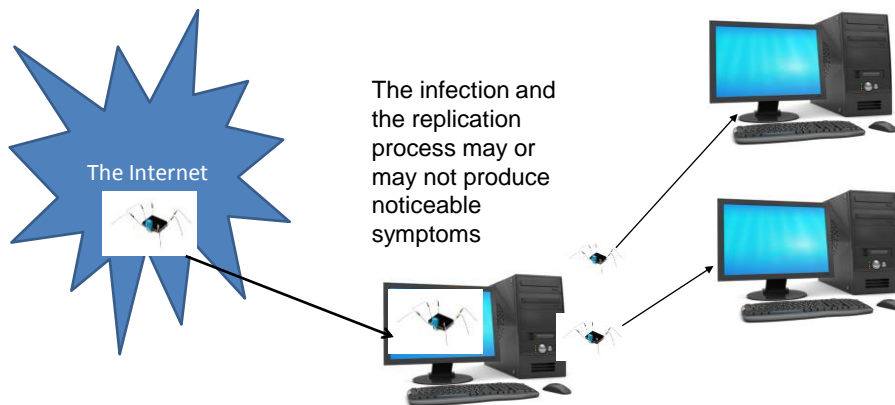 The Internet
The infection and
the replication
process may or
may not produce
noticeable
symptoms